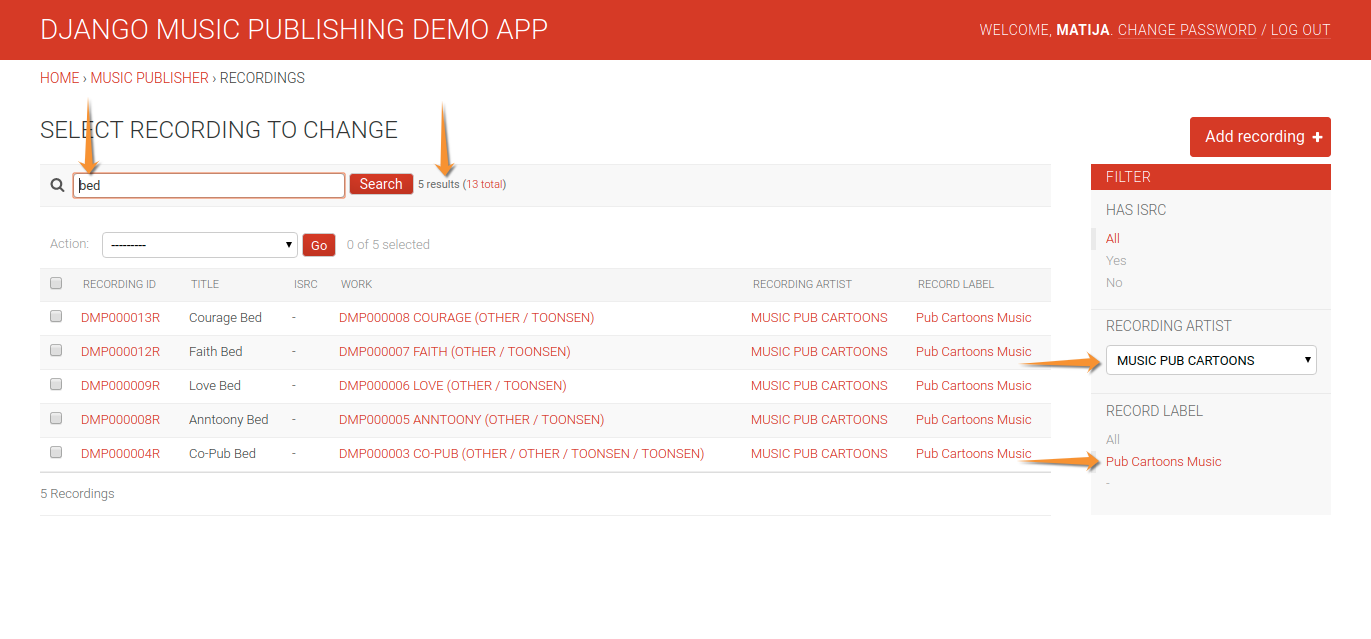 DJANGO MUSIC PUBLISHING DEMO APP
WELCOME, MATIJA. CHANGE PASSWORD / LOG OUT
HOME › MUSIC PUBLISHER › RECORDINGS
SELECT RECORDING TO CHANGE
Add recording +
bed Search 5 results (13 total)
Action: --------- Go 0 of 5 selected
RECORDING ID TITLE ISRC WORK RECORDING ARTIST RECORD LABEL
DMP000013R Courage Bed - DMP000008 COURAGE (OTHER / TOONSEN) MUSIC PUB CARTOONS Pub Cartoons Music
DMP000012R Faith Bed - DMP000007 FAITH (OTHER / TOONSEN) MUSIC PUB CARTOONS Pub Cartoons Music
DMP000009R Love Bed - DMP000006 LOVE (OTHER / TOONSEN) MUSIC PUB CARTOONS Pub Cartoons Music
DMP000008R Anntoony Bed - DMP000005 ANNTOONY (OTHER / TOONSEN) MUSIC PUB CARTOONS Pub Cartoons Music
DMP000004R Co-Pub Bed - DMP000003 CO-PUB (OTHER / OTHER / TOONSEN / TOONSEN) MUSIC PUB CARTOONS Pub Cartoons Music
5 Recordings
FILTER
HAS ISRC
All
Yes
No
RECORDING ARTIST
MUSIC PUB CARTOONS
RECORD LABEL
All
Pub Cartoons Music
-